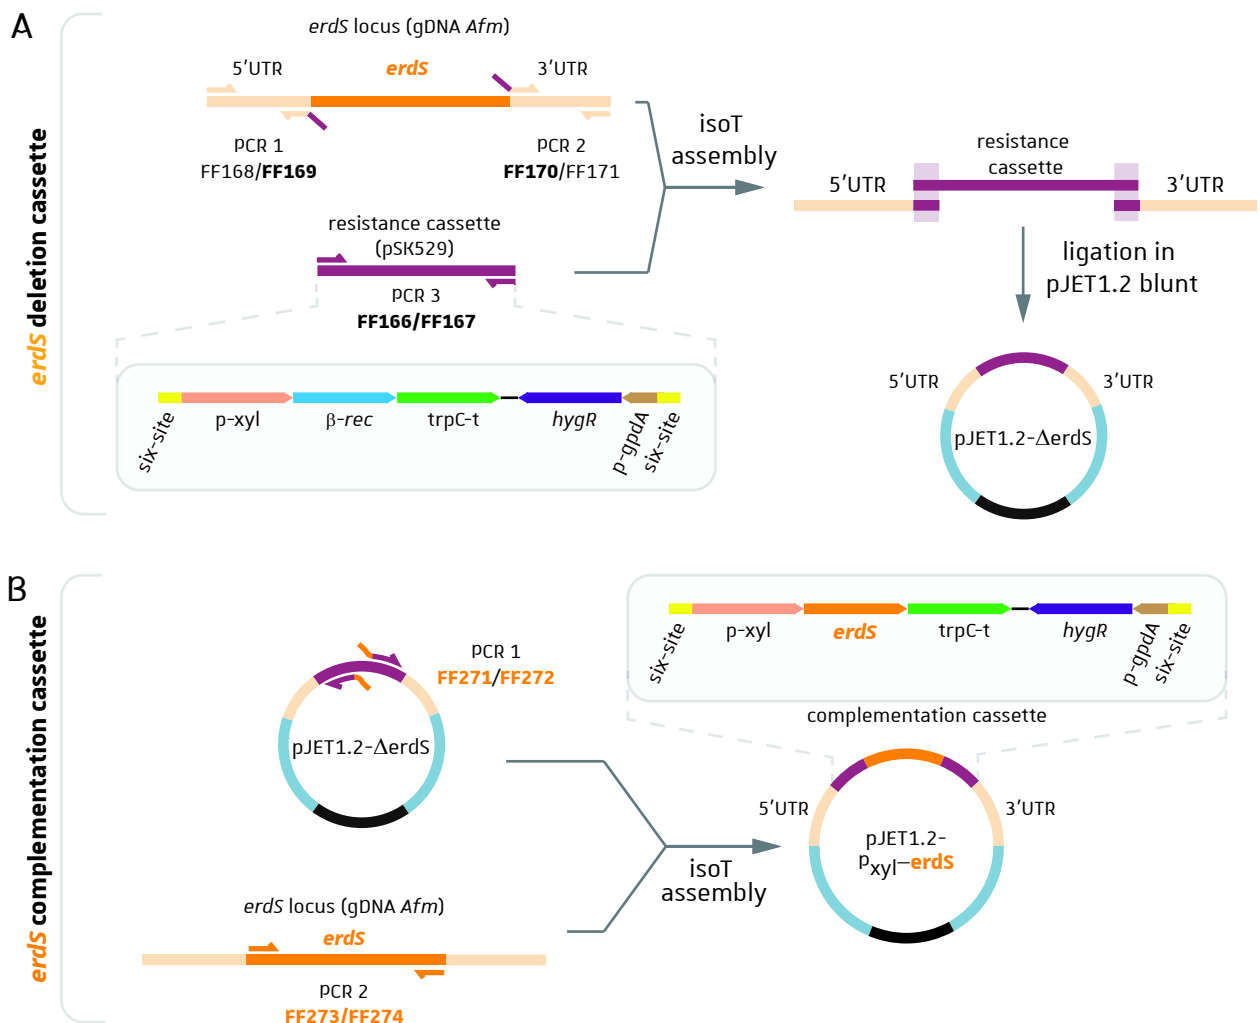 A
erdS deletion cassette
erdS locus (gDNA Afm)
5'UTR
erdS
3'UTR
PCR 1
FF168/FF169
PCR 2
FF170/FF171
resistance cassette
(pSK529)
PCR 3
FF166/FF167
six-site
p-xyl
β-rec
trpC-t
hygR
p-gpdA
six-site
isoT
assembly
resistance
cassette
5'UTR
3'UTR
ligation in
pJET1.2 blunt
5'UTR
3'UTR
pJET1.2-ΔerdS
B
erdS complementation cassette
PCR 1
FF271/FF272
pJET1.2-ΔerdS
erdS locus (gDNA Afm)
erdS
PCR 2
FF273/FF274
isoT
assembly
six-site
p-xyl
erdS
trpC-t
hygR
p-gpdA
six-site
complementation cassette
5'UTR
3'UTR
pJET1.2-
pxyl-erdS